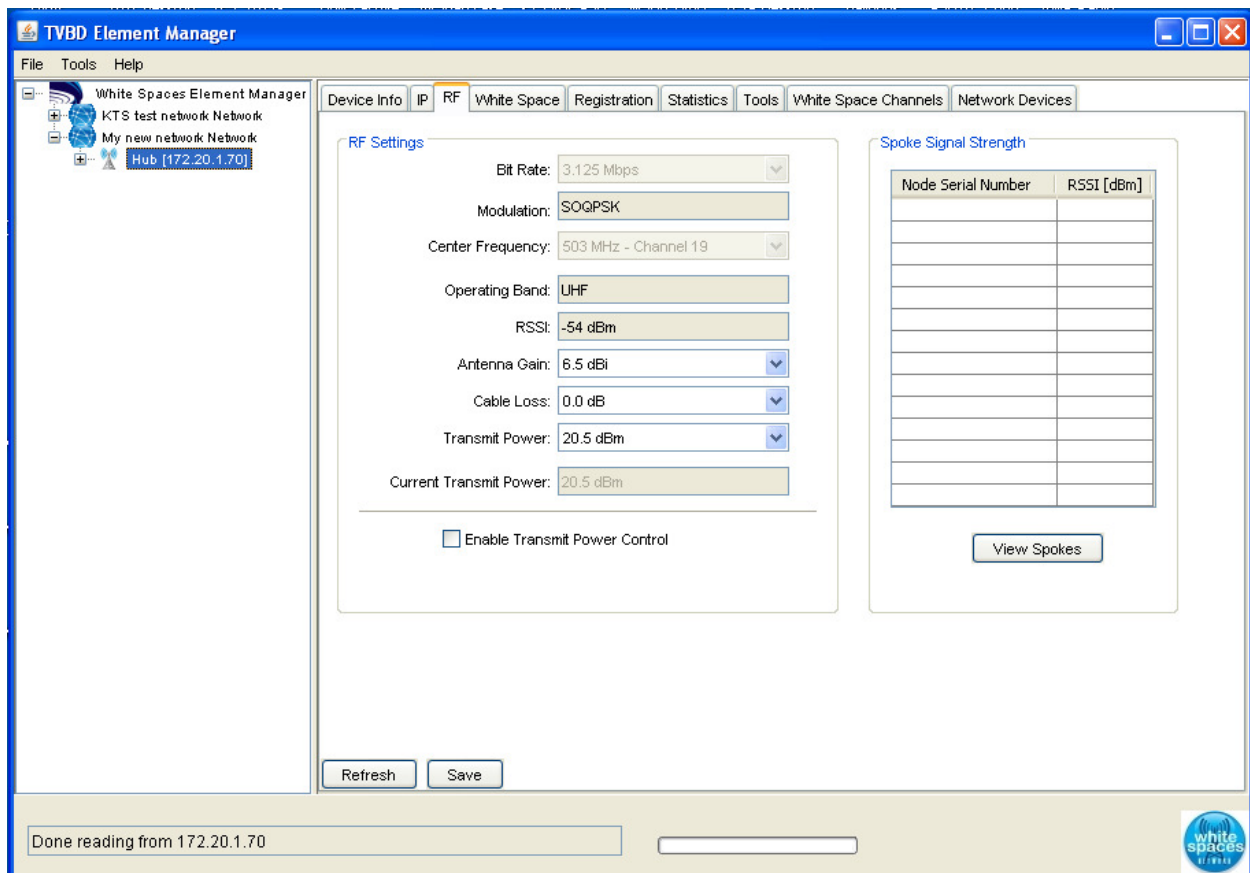 TVBD Element Manager
File Tools Help
White Spaces Element Manager
KTS test network Network
My new network Network
Hub [172.20.1.70]
Device Info IP RF White Space Registration Statistics Tools White Space Channels Network Devices
RF Settings
Bit Rate: 3.125 Mbps
Modulation: SOQPSK
Center Frequency: 503 MHz - Channel 19
Operating Band: UHF
RSSI: -54 dBm
Antenna Gain: 6.5 dBi
Cable Loss: 0.0 dB
Transmit Power: 20.5 dBm
Current Transmit Power: 20.5 dBm
Enable Transmit Power Control
Spoke Signal Strength
Node Serial Number RSSI [dBm]
View Spokes
Refresh Save
Done reading from 172.20.1.70
white
spaces
NETWORK